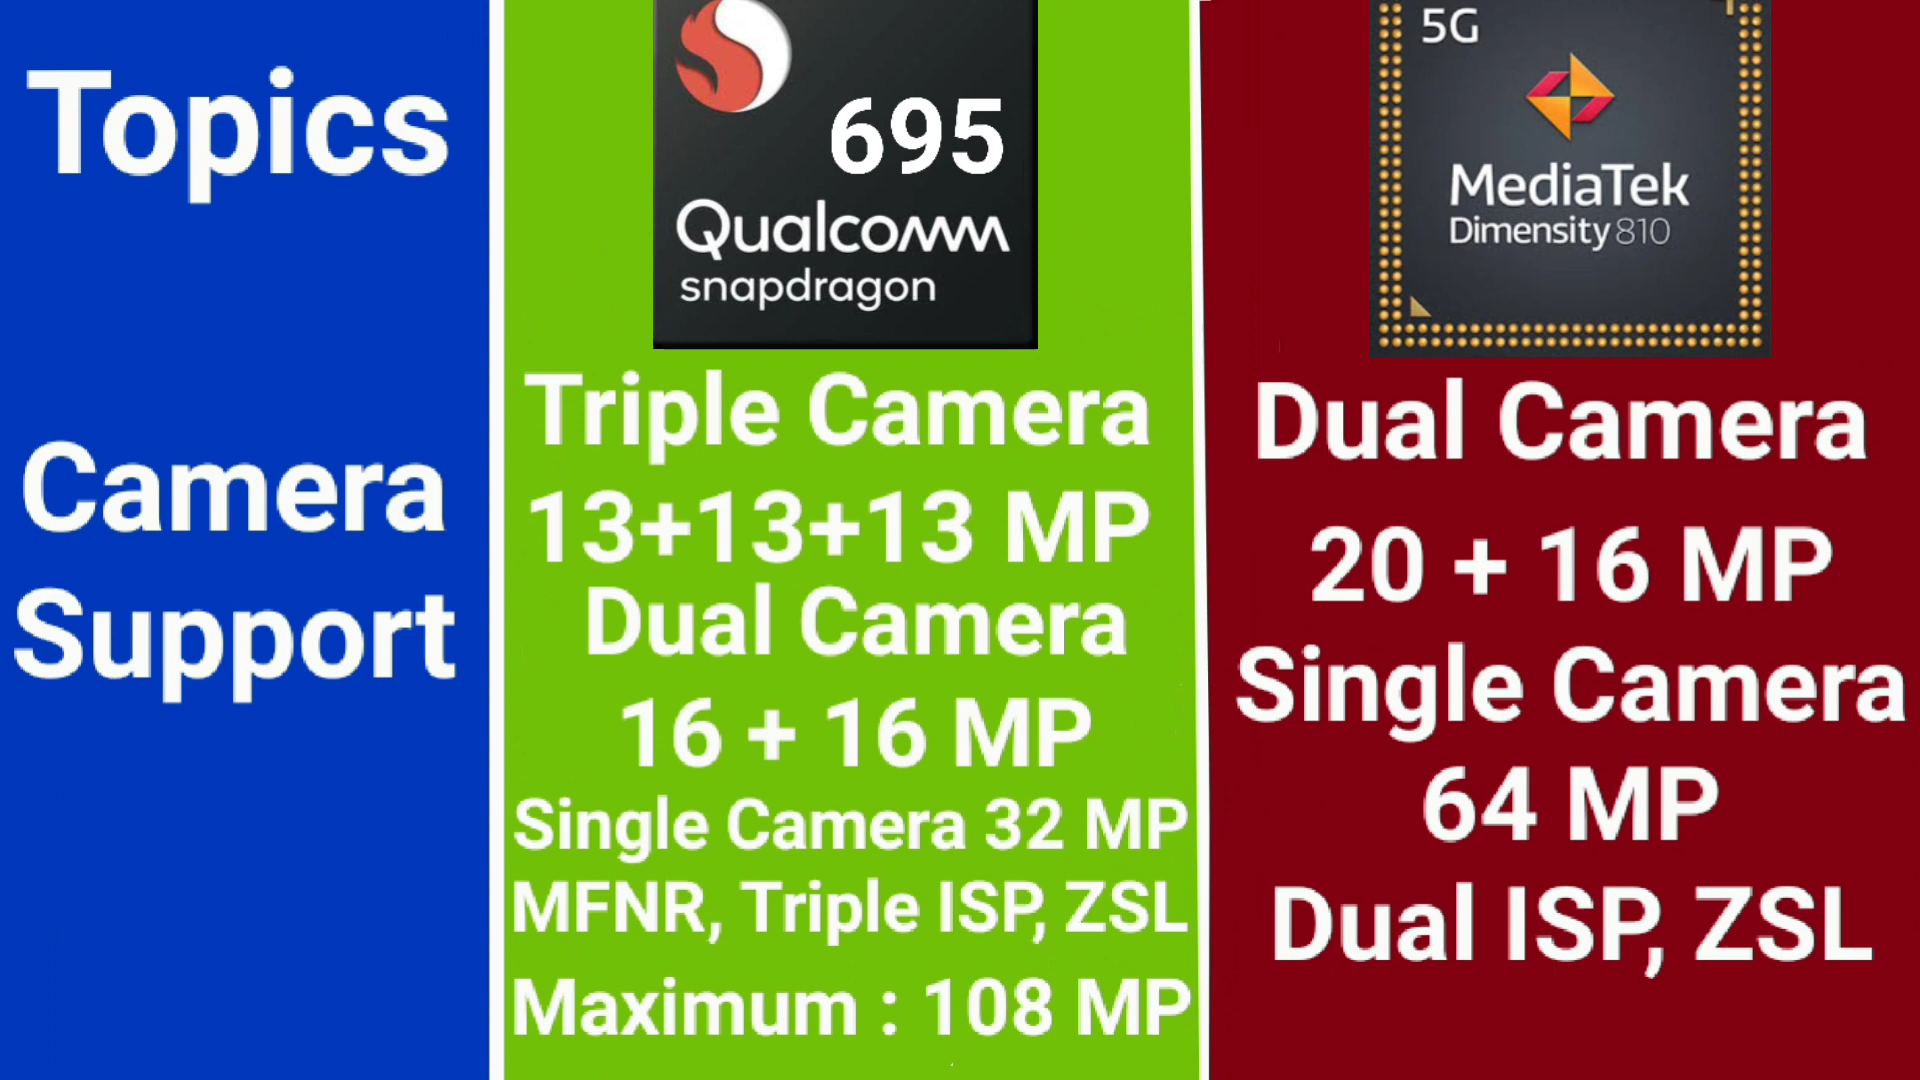 Topics
Camera
Support
695
Qualcomm
snapdragon
Triple Camera
13+13+13 MP
Dual Camera
16 + 16 MP
Single Camera 32 MP
MFNR, Triple ISP, ZSL
Maximum : 108 MP
5G
MediaTek
Dimensity 810
Dual Camera
20 + 16 MP
Single Camera
64 MP
Dual ISP, ZSL